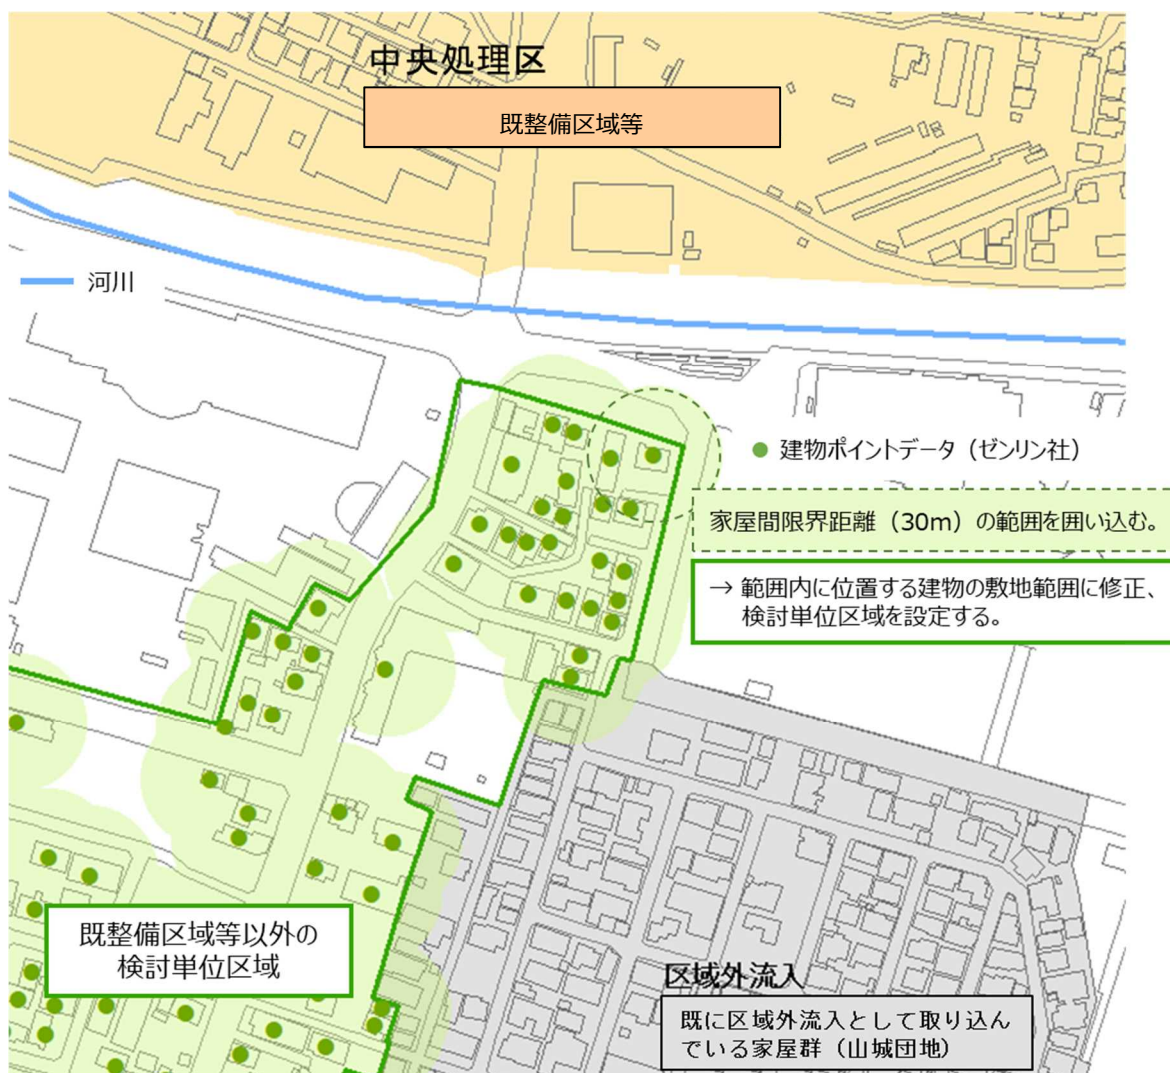 中央処理区
既整備区域等
河川
建物ポイントデータ（ゼンリン社）
家屋間限界距離（30m）の範囲を囲い込む。
→ 範囲内に位置する建物の敷地範囲に修正、
検討単位区域を設定する。
既整備区域等以外の
検討単位区域
区域外流入
既に区域外流入として取り込ん
でいる家屋群（山城団地）